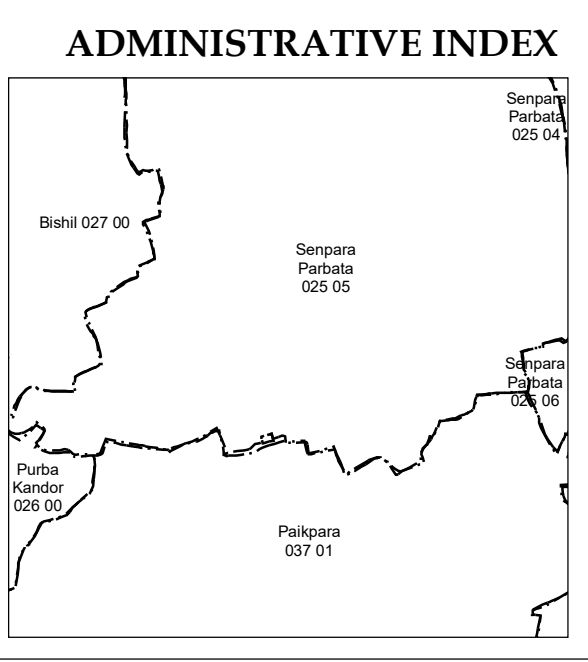 ADMINISTRATIVE INDEX
Senpara
Parbata
025 04
Bishil 027 00
Senpara
Parbata
025 05
Senpara
Parbata
025 06
Purba
Kandor
026 00
Paikpara
037 01